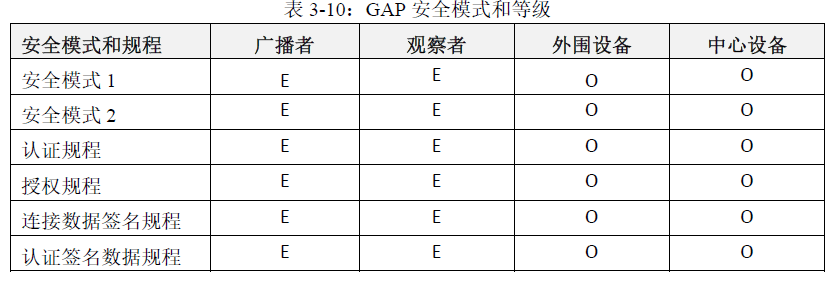 表 3-10：GAP 安全模式和等级
安全模式和规程 广播者 观察者 外围设备 中心设备
安全模式 1 E E O O
安全模式 2 E E O O
认证规程 E E O O
授权规程 E E O O
连接数据签名规程 E E O O
认证签名数据规程 E E O O